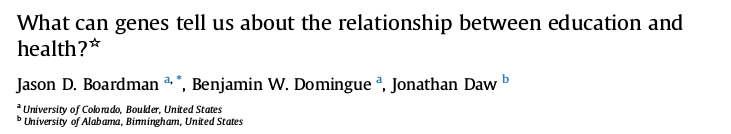 What can genes tell us about the relationship between education and
health?☆
Jason D. Boardman a, *, Benjamin W. Domingue a, Jonathan Daw b
a University of Colorado, Boulder, United States
b University of Alabama, Birmingham, United States